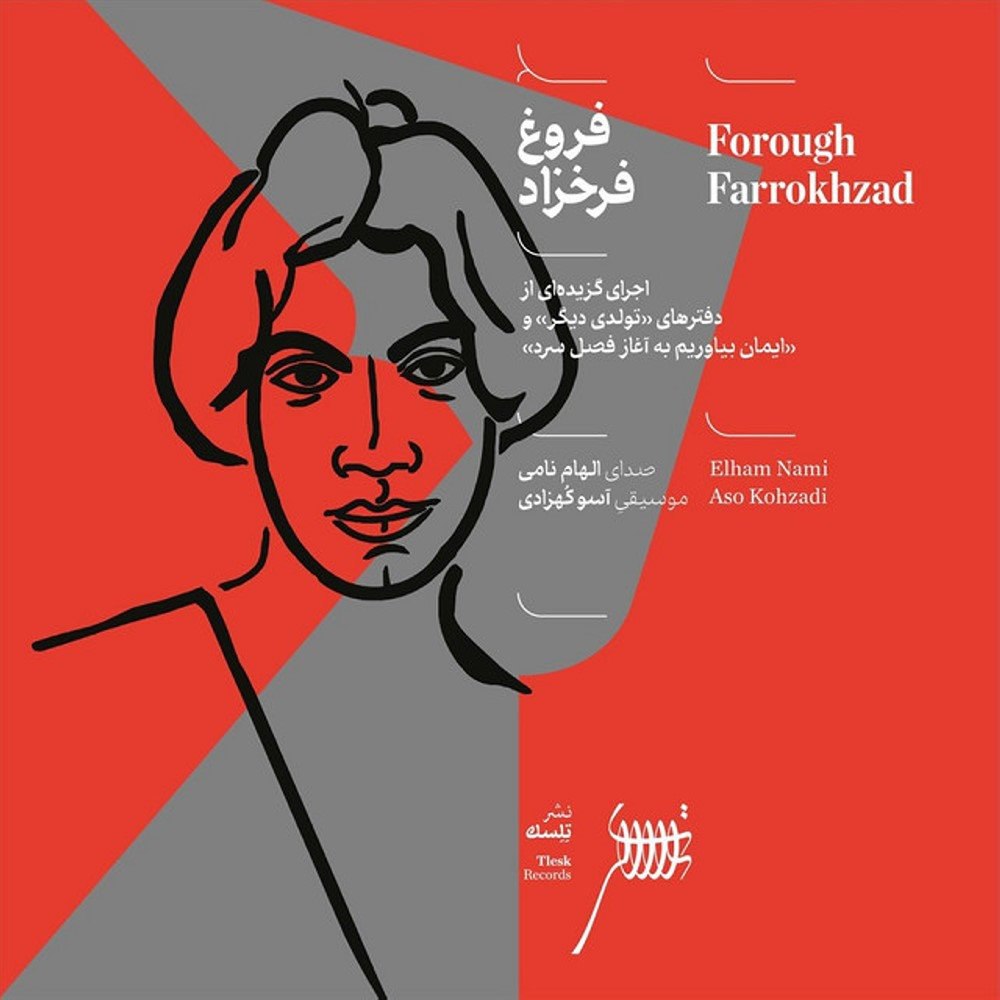 فروغ
فرخزاد
Forough
Farrokhzad
اجرای گزیده‌ای از
دفترهای «تولدی دیگر» و
«ایمان بیاوریم به آغاز فصل سرد»
صدای الهام نامی
موسیقیِ آسو کُهزادی
Elham Nami
Aso Kohzadi
نشر
تِلِسك
Tlesk
Records